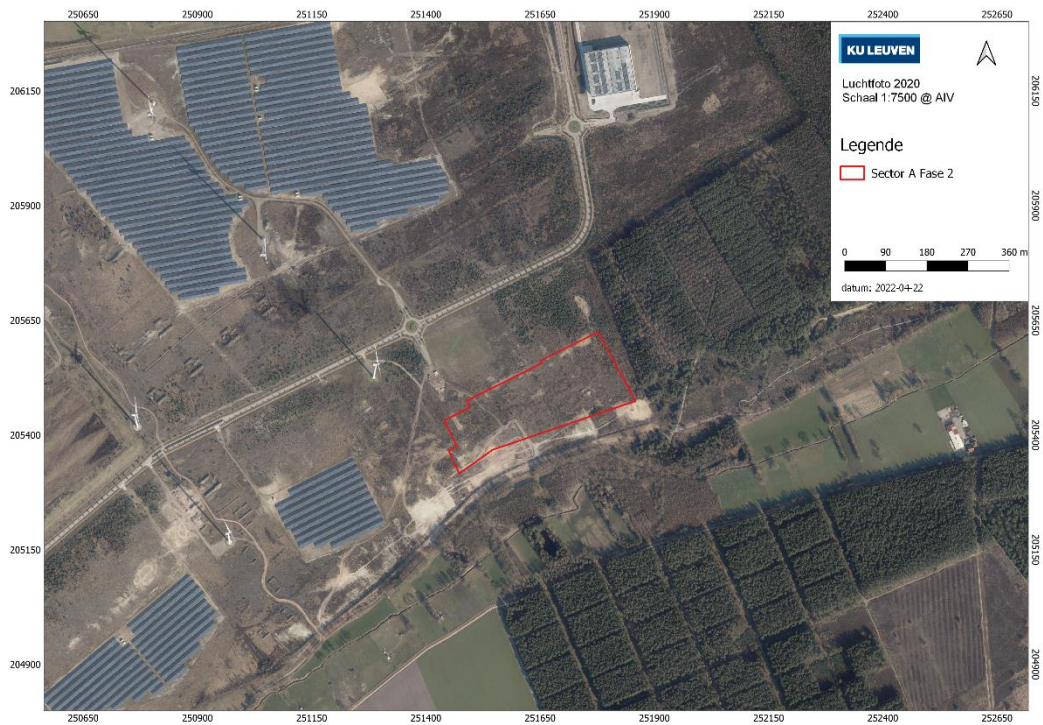 250650 250900 251150 251400 251650 251900 252150 252400 252650
KU LEUVEN
Luchtfoto 2020
Schaal 1:7500 @ AIV
Legende
Sector A Fase 2
0 90 180 270 360 m
datum: 2022-04-22
206150 206150
205900 205900
205650 205650
205400 205400
205150 205150
204900 204900
250650 250900 251150 251400 251650 251900 252150 252400 252650